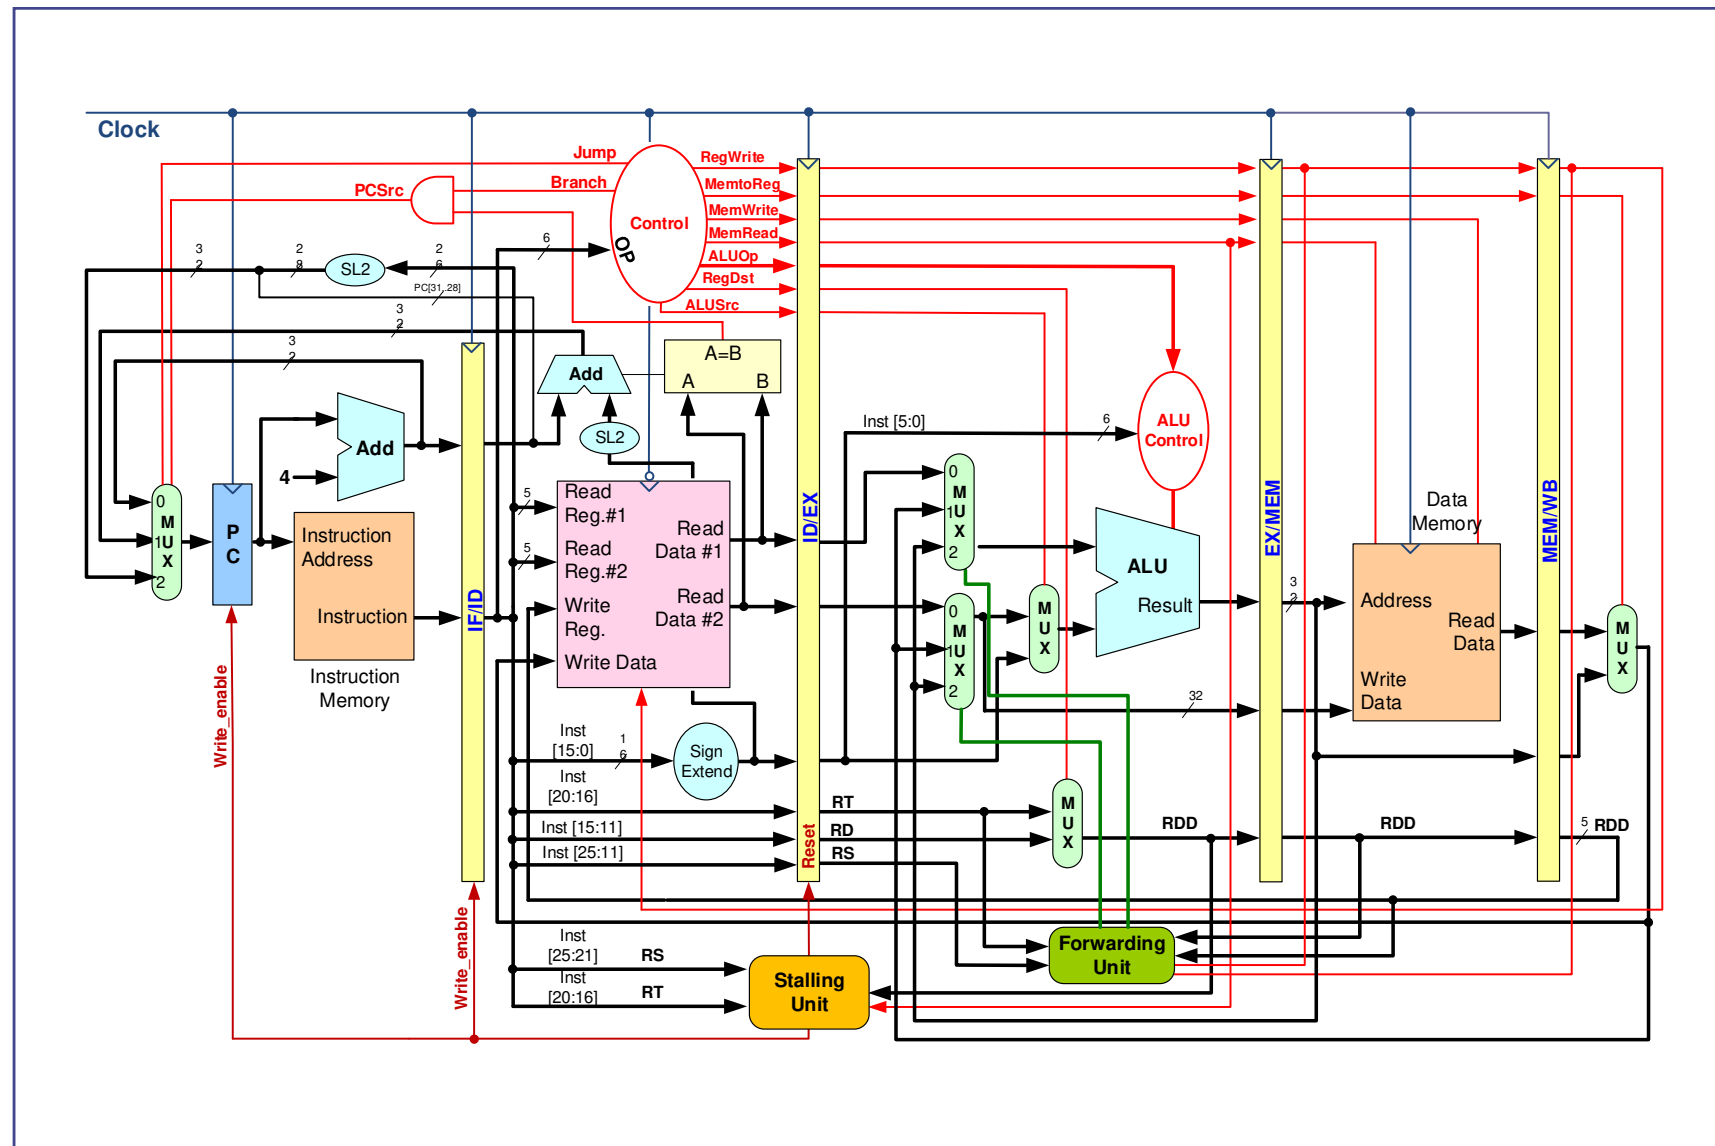 Clock
Jump
RegWrite
Branch
PCSrc
MemtoReg
MemWrite
Control
MemRead
OP
ALUOp
RegDst
ALUSrc
6
3
2
2
8
SL2
2
6
PC[31..28]
3
2
3
2
A=B
A
B
Add
SL2
Add
4
0
M
1
U
X
2
P
C
Instruction
Address
Instruction
Instruction
Memory
IF/ID
5
Read
Reg.#1
5
Read
Reg.#2
Write
Reg.
Write Data
Read
Data #1
Read
Data #2
ID/EX
Inst [5:0]
6
ALU
Control
0
M
1
U
X
2
0
M
1
U
X
2
M
U
X
ALU
Result
EX/MEM
Data
Memory
3
2
Address
Read
Data
Write
Data
MEM/WB
M
U
X
32
Write_enable
Inst
[15:0]
1
6
Sign
Extend
Inst
[20:16]
Inst [15:11]
Inst [25:11]
Reset
RT
RD
RS
M
U
X
RDD
RDD
5
RDD
Write_enable
Inst
[25:21]
RS
Inst
[20:16]
RT
Stalling
Unit
Forwarding
Unit